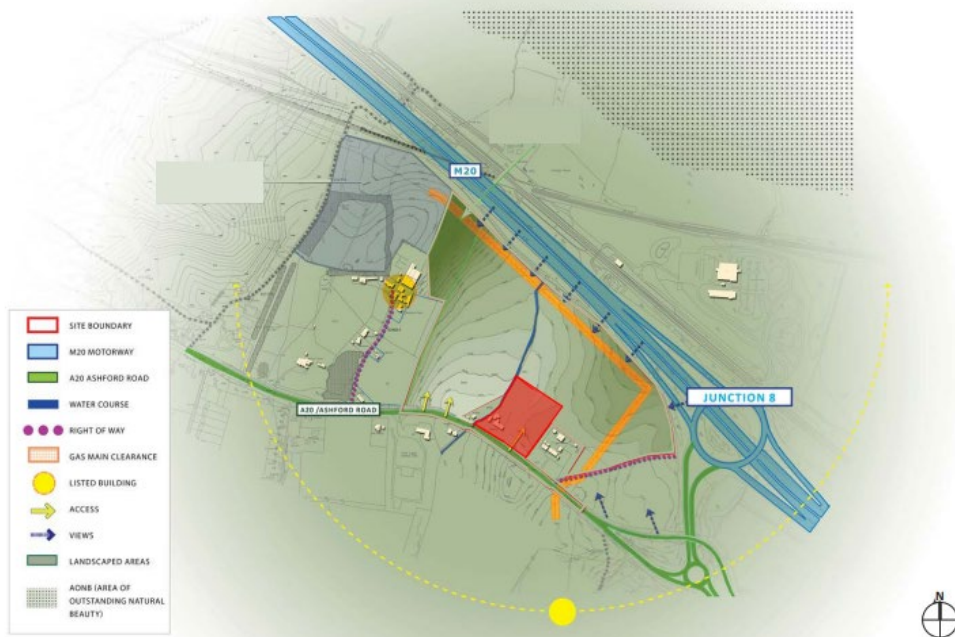 M20
JUNCTION 8
A20 /ASHFORD ROAD
SITE BOUNDARY
M20 MOTORWAY
A20 ASHFORD ROAD
WATER COURSE
RIGHT OF WAY
GAS MAIN CLEARANCE
LISTED BUILDING
ACCESS
VIEWS
LANDSCAPED AREAS
AONB (AREA OF
OUTSTANDING NATURAL
BEAUTY)
N